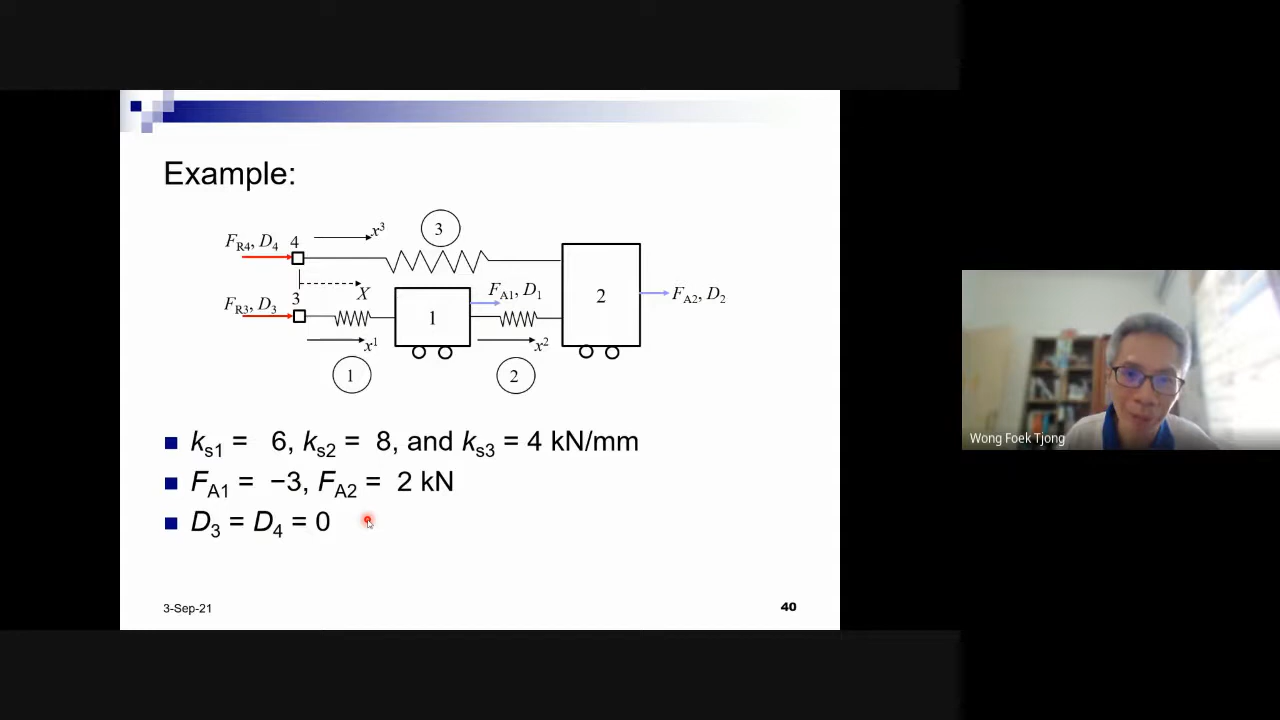 Example:
F_R4, D_4 4 x^3 3
X
F_R3, D_3 3 1 F_A1, D_1 2 F_A2, D_2
x^1 x^2
1 2
k_s1 = 6, k_s2 = 8, and k_s3 = 4 kN/mm
F_A1 = −3, F_A2 = 2 kN
D_3 = D_4 = 0
3-Sep-21 40
Wong Foek Tjong